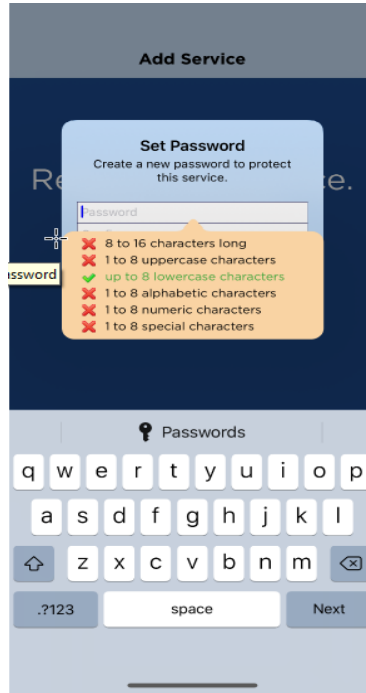 Add Service
Set Password
Create a new password to protect
this service.
Re
e.
Password
8 to 16 characters long
1 to 8 uppercase characters
ssword
up to 8 lowercase characters
1 to 8 alphabetic characters
1 to 8 numeric characters
1 to 8 special characters
Passwords
q w e r t y u i o p
a s d f g h j k l
z x c v b n m
.?123 space Next